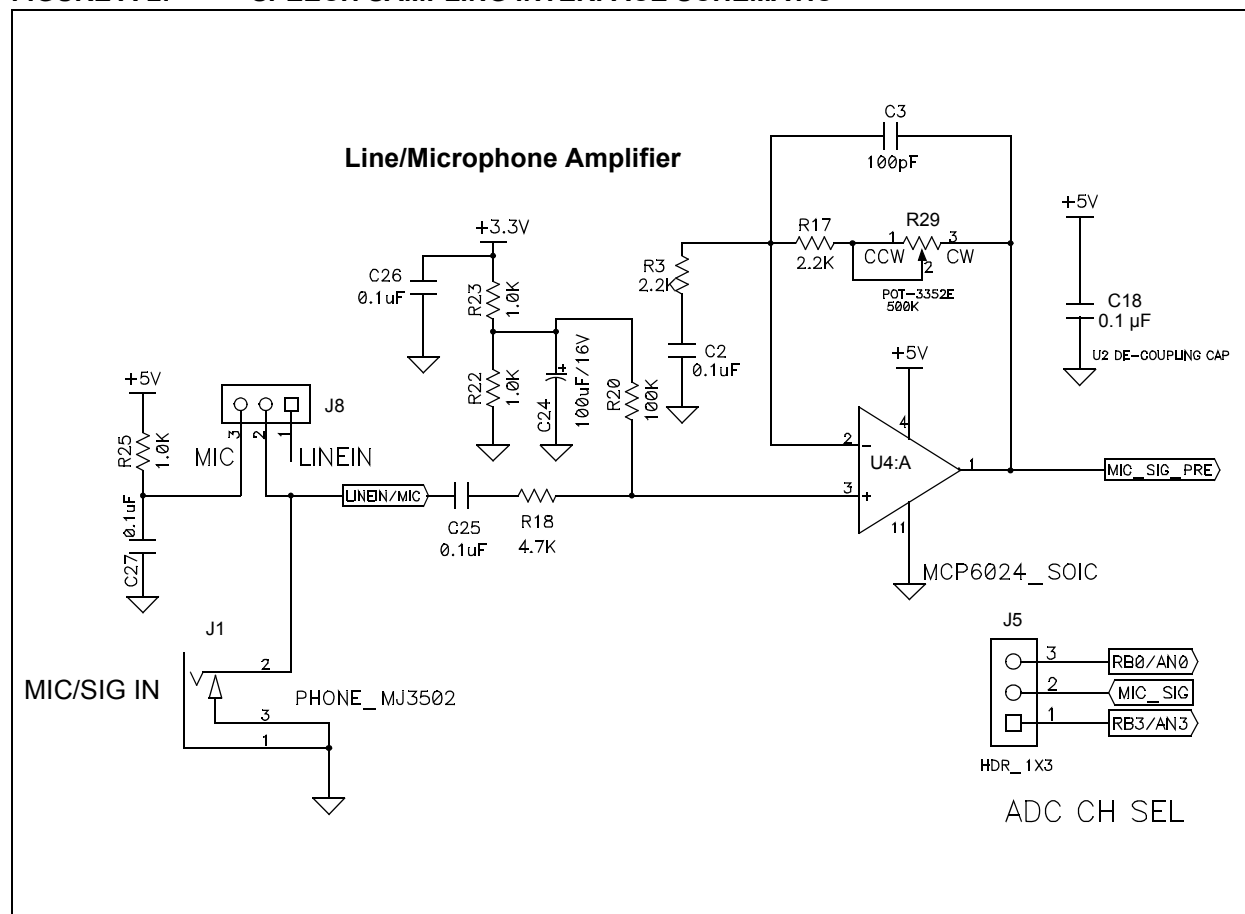 Line/Microphone Amplifier
C3
100pF
+3.3V
+5V
R17
2.2K
R29
1
CCW
3
CW
2
POT-3352E
500K
R3
2.2K
C26
0.1uF
R23
1.0K
C18
0.1 µF
U2 DE-COUPLING CAP
C2
0.1uF
+5V
+5V
R22
1.0K
C24
+
100uF/16V
R20
100K
J8
R25
1.0K
3
2
1
MIC
LINEIN
4
2
-
U4:A
1
MIC_SIG_PRE
3
+
11
LINEIN/MIC
C25
0.1uF
R18
4.7K
0.1uF
C27
MCP6024_SOIC
J1
2
MIC/SIG IN
PHONE_MJ3502
3
1
J5
3
RB0/AN0
2
MIC_SIG
1
RB3/AN3
HDR_1X3
ADC CH SEL